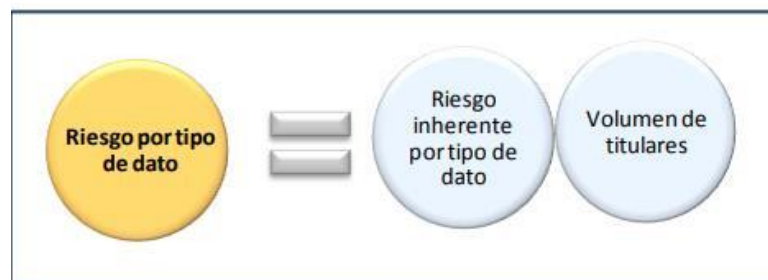 Riesgo por tipo
de dato
Riesgo
inherente
por tipo de
dato
Volumen de
titulares